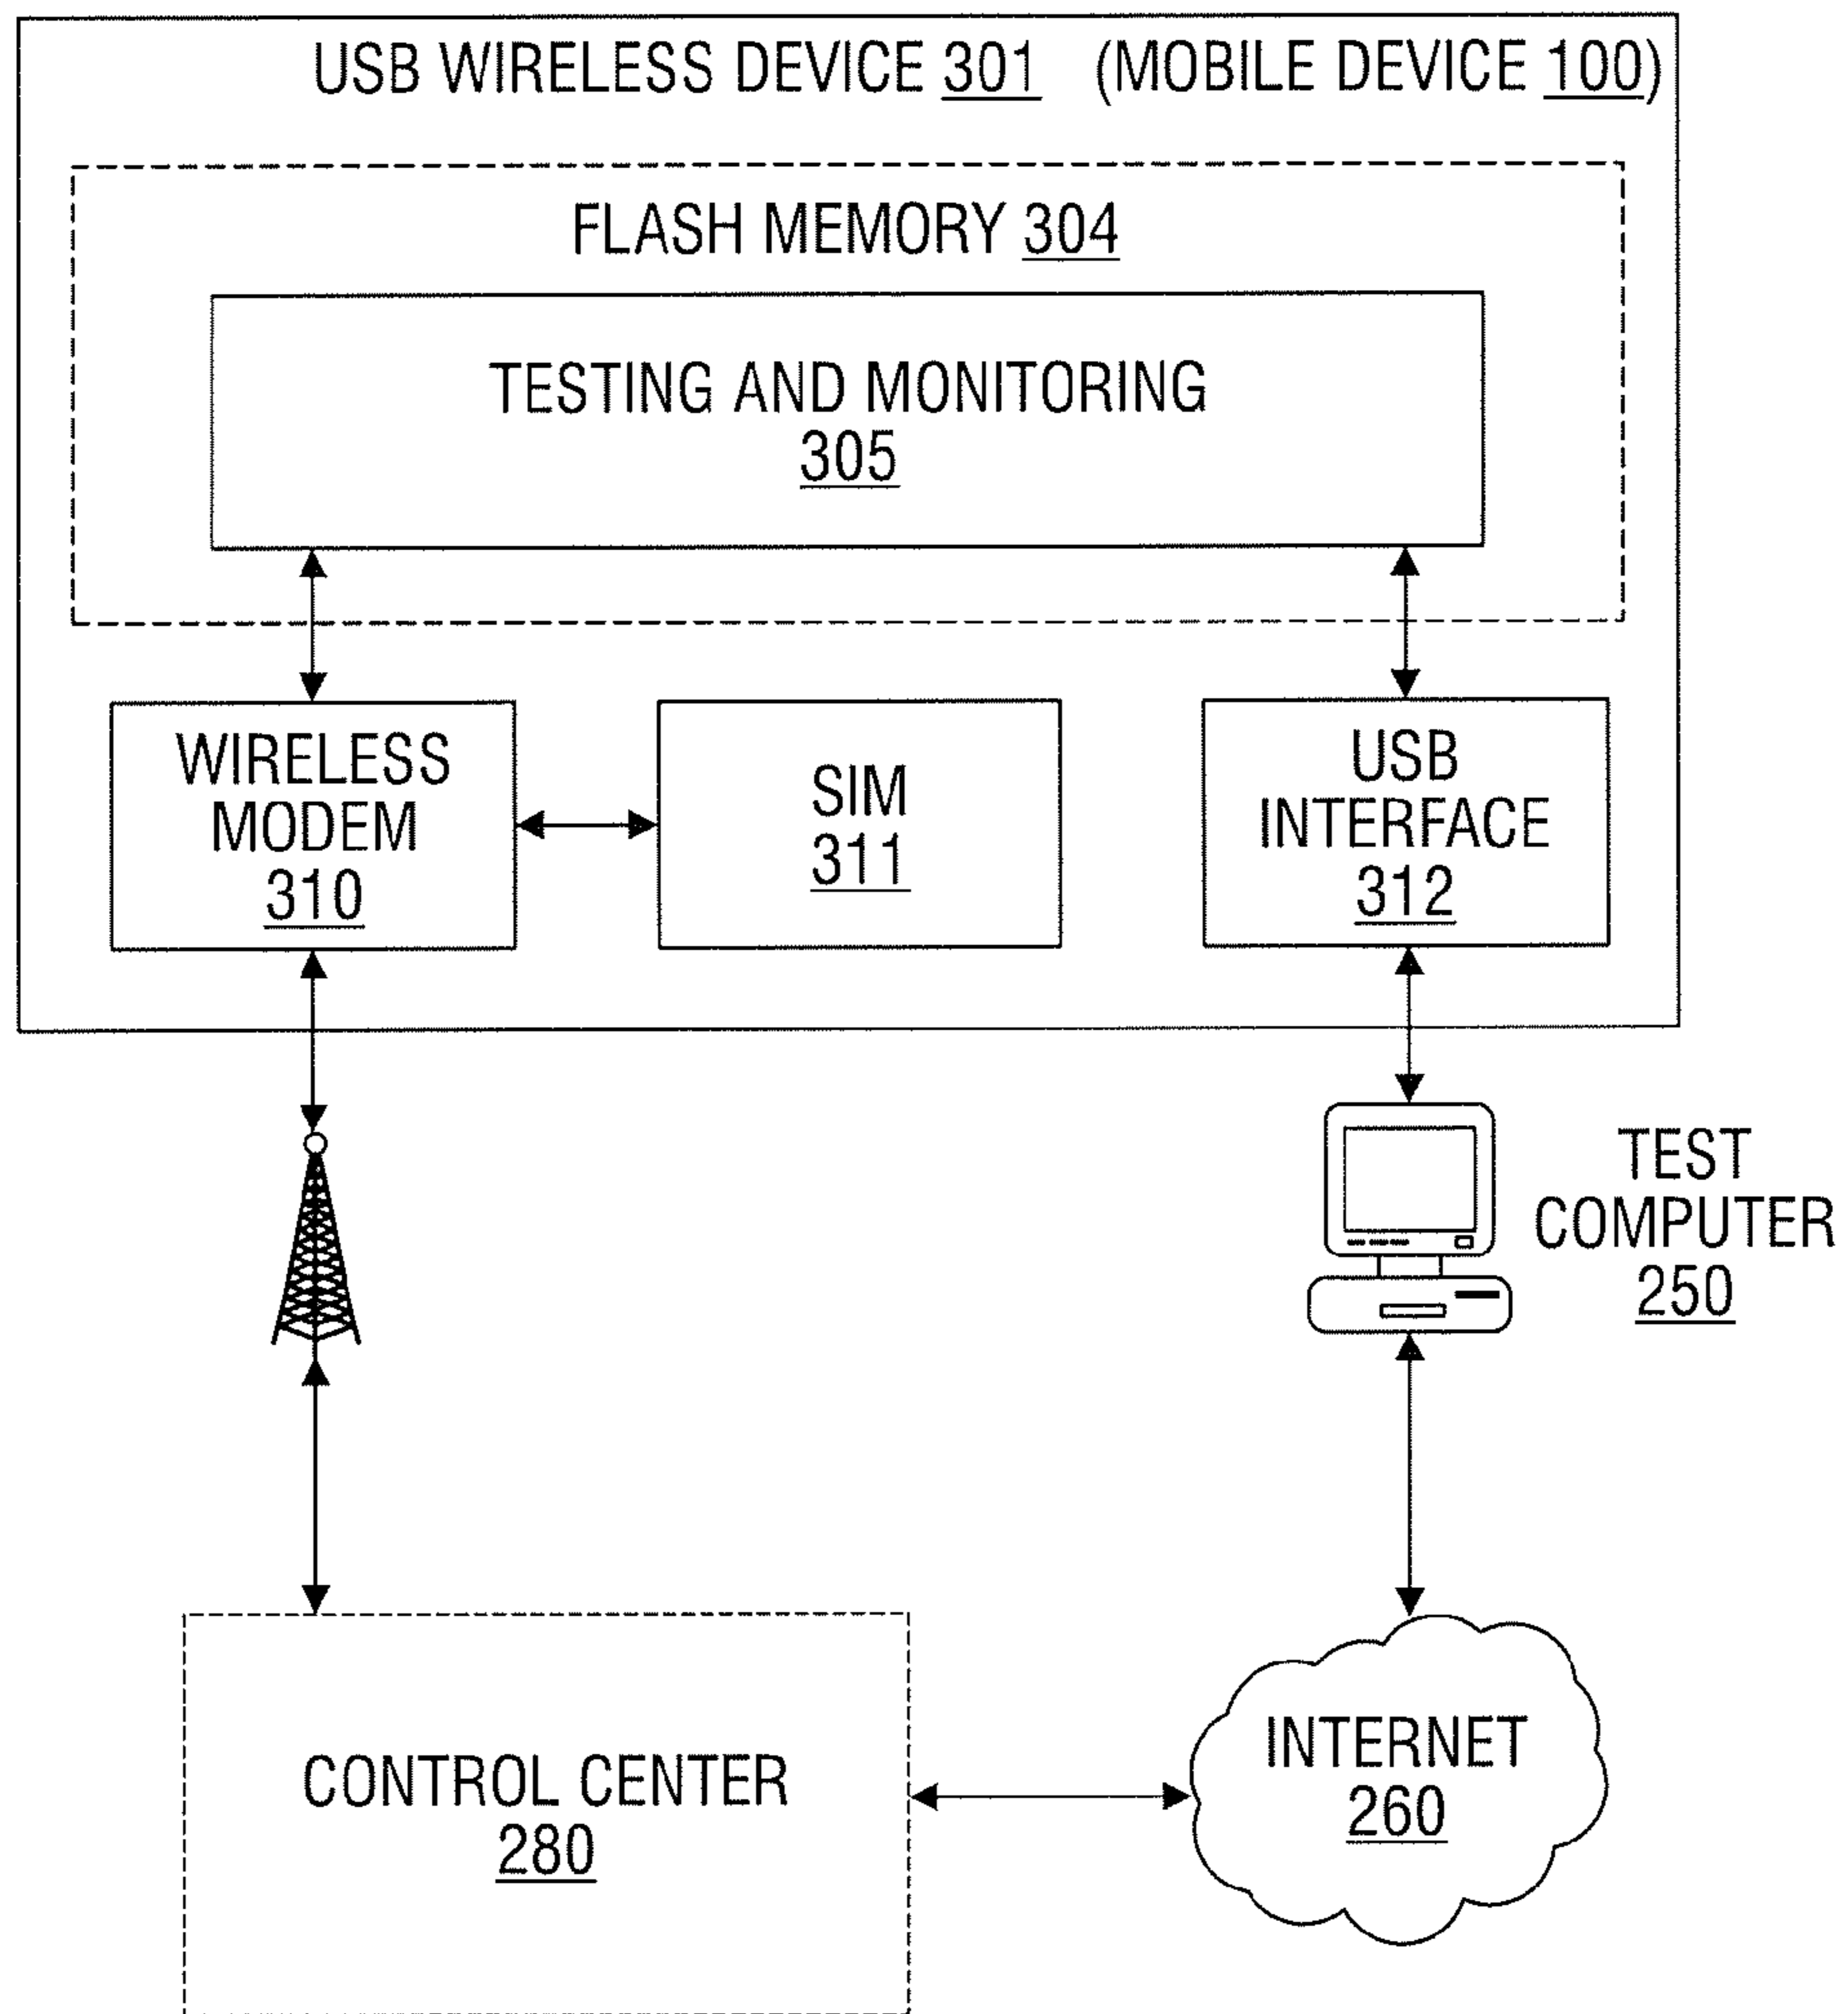 USB WIRELESS DEVICE 301 (MOBILE DEVICE 100)
FLASH MEMORY 304
TESTING AND MONITORING
305
WIRELESS
MODEM
310
SIM
311
USB
INTERFACE
312
TEST
COMPUTER
250
CONTROL CENTER
280
INTERNET
260